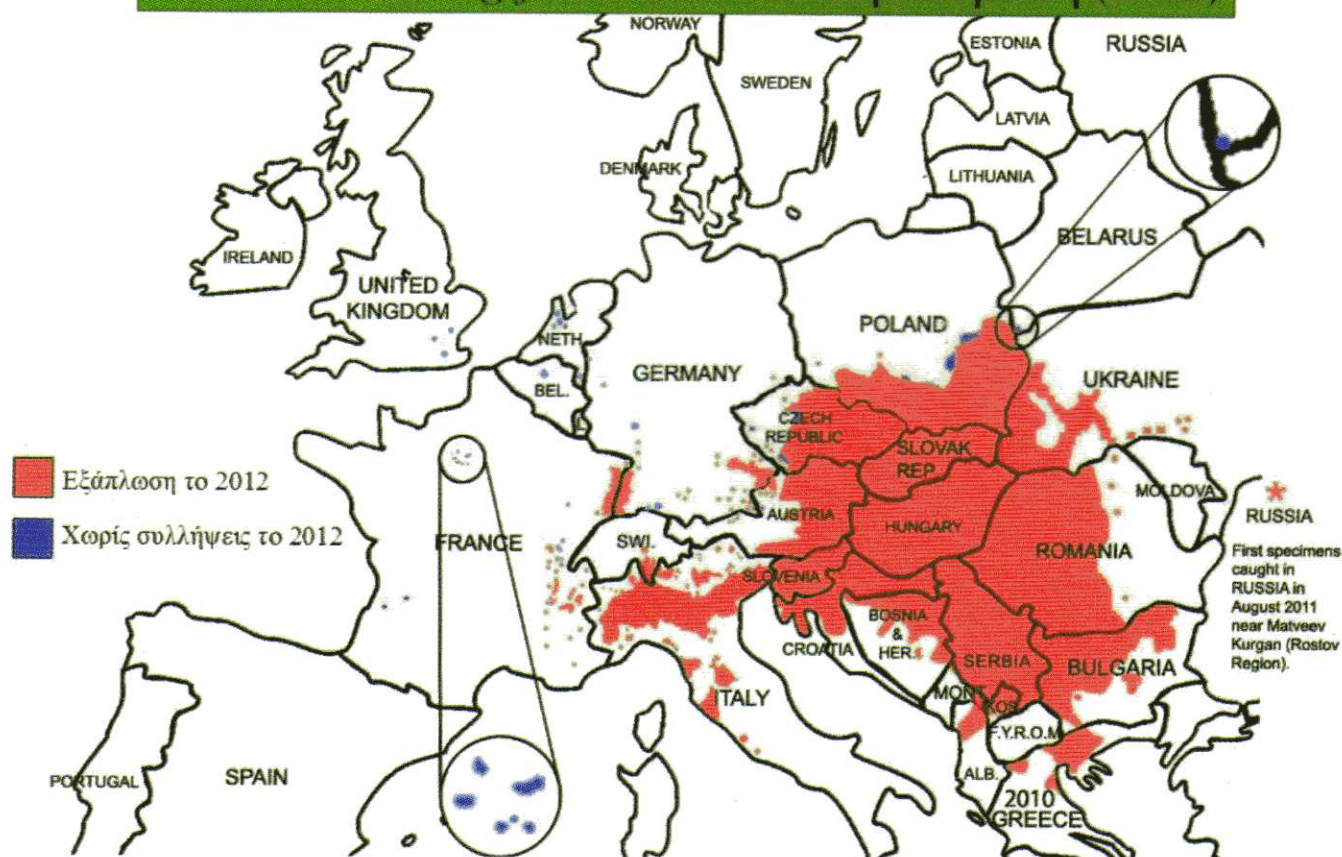 NORWAY
ESTONIA
RUSSIA
SWEDEN
LATVIA
DENMARK
LITHUANIA
IRELAND
BELARUS
UNITED
KINGDOM
POLAND
NETH.
GERMANY
UKRAINE
BEL.
CZECH
REPUBLIC
SLOVAK
REP.
Εξάπλωση το 2012
MOLDOVA
AUSTRIA
HUNGARY
RUSSIA
Χωρίς συλλήψεις το 2012
FRANCE
SWI.
ROMANIA
First specimens
caught in
RUSSIA in
August 2011
near Matveev
Kurgan (Rostov
Region).
SLOVENIA
BOSNIA
&
HER.
CROATIA
SERBIA
BULGARIA
ITALY
MONT.
KOS.
F.Y.R.O.M.
PORTUGAL
SPAIN
ALB.
2010
GREECE